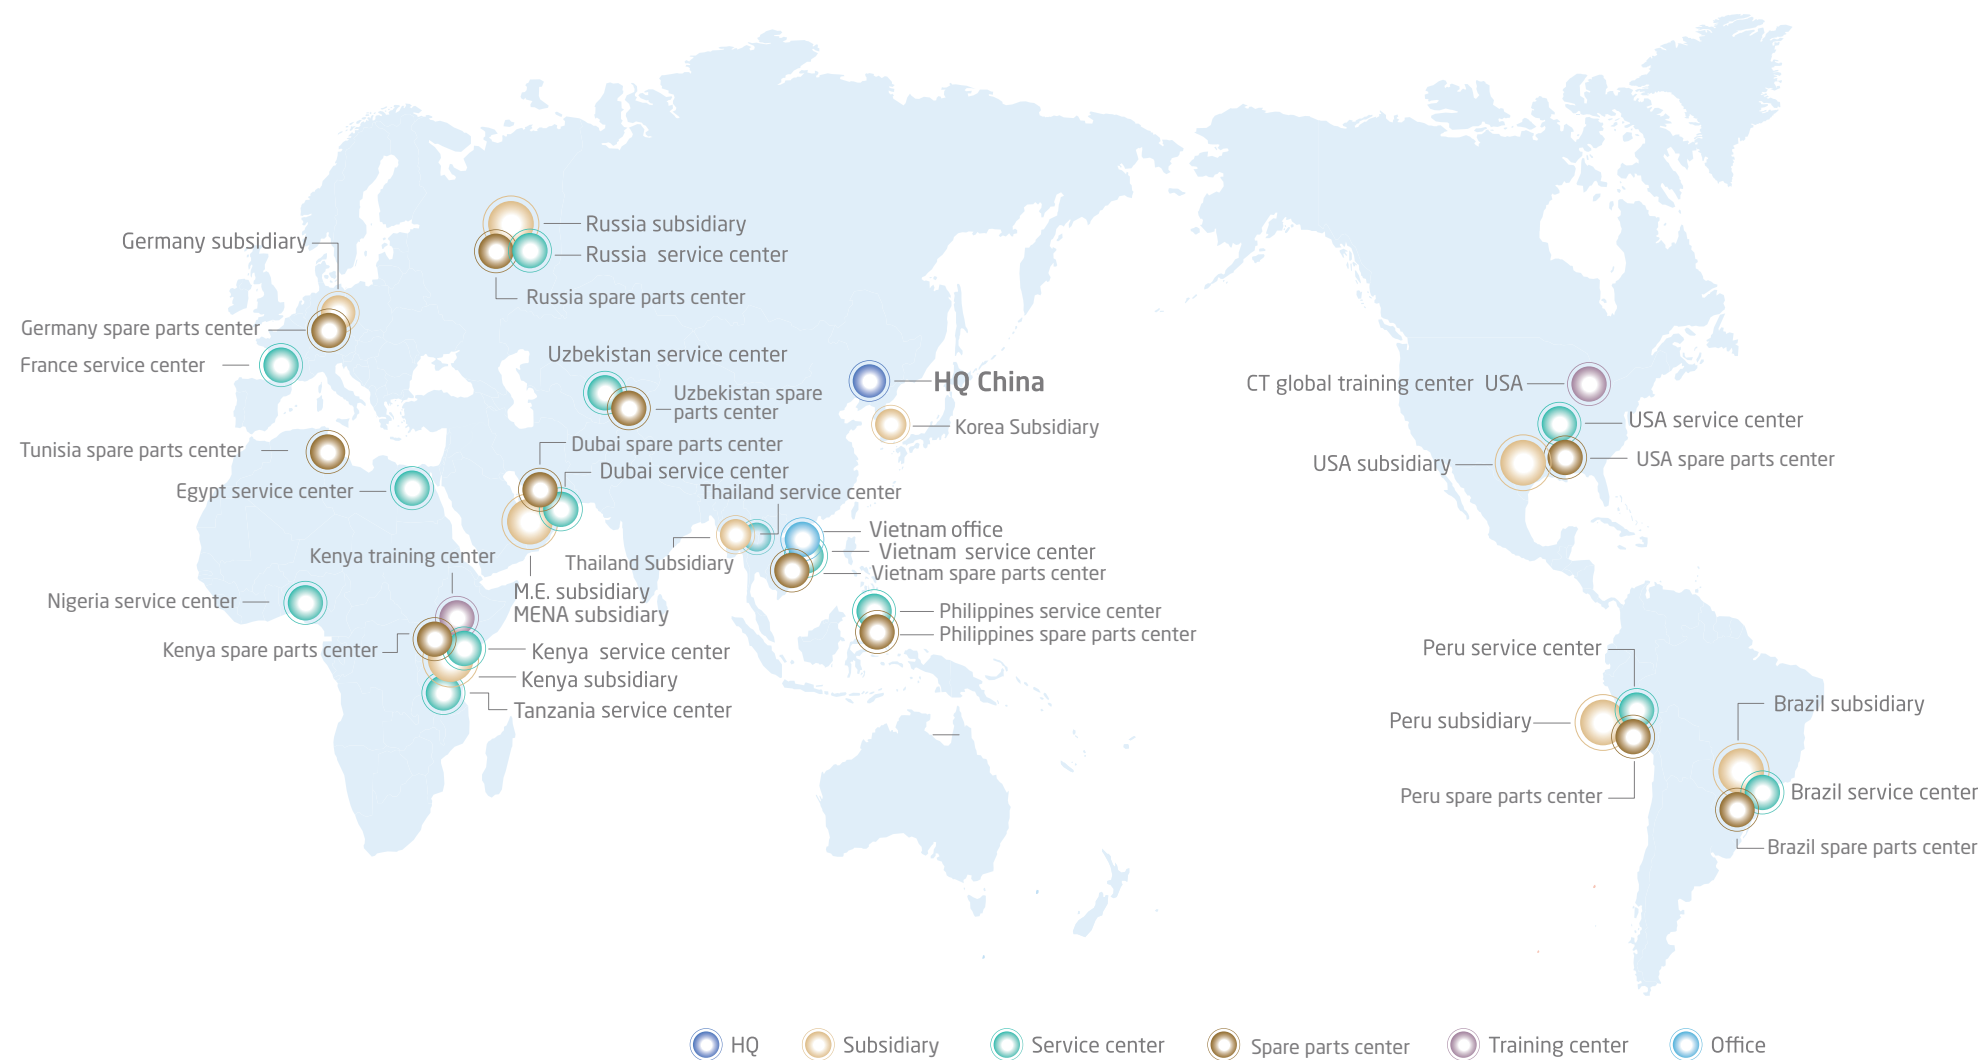 Russia subsidiary
Germany subsidiary
Russia  service center
Russia spare parts center
Germany spare parts center
France service center
Uzbekistan service center
HQ China
Uzbekistan spare
parts center
Korea Subsidiary
Tunisia spare parts center
Dubai spare parts center
Dubai service center
Egypt service center
Thailand service center
Vietnam office
Vietnam  service center
Kenya training center
Thailand Subsidiary
Vietnam spare parts center
M.E. subsidiary
MENA subsidiary
Nigeria service center
Philippines service center
Philippines spare parts center
Kenya spare parts center
Kenya  service center
Kenya subsidiary
Tanzania service center
CT global training center  USA
USA service center
USA subsidiary
USA spare parts center
Peru service center
Peru subsidiary
Brazil subsidiary
Peru spare parts center
Brazil service center
Brazil spare parts center
HQ
Subsidiary
Service center
Spare parts center
Training center
Office